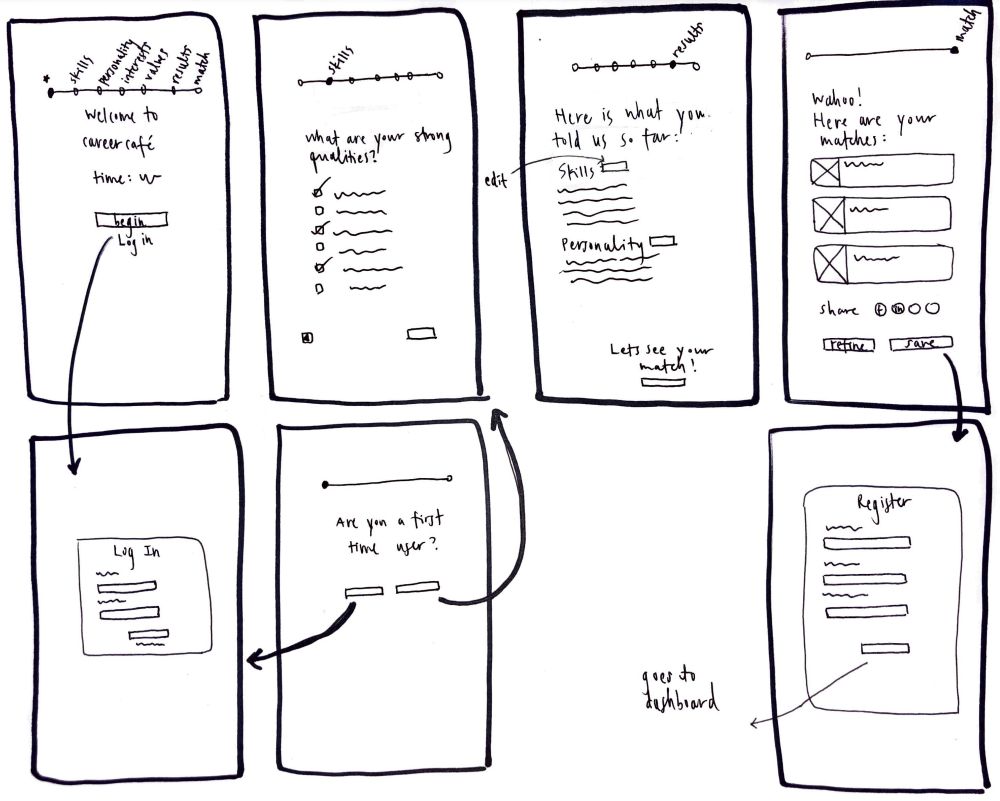 *
skills
personality
interests
values
results
match
Welcome to
career café
time:
begin
Log in
skills
what are your strong
qualities?
results
Here is what you
told us so far:
edit
Skills
Personality
Lets see your
match!
match
Wahoo!
Here are your
matches:
share f in
refine save
Log In
Are you a first
time user?
Register
goes to
dashboard